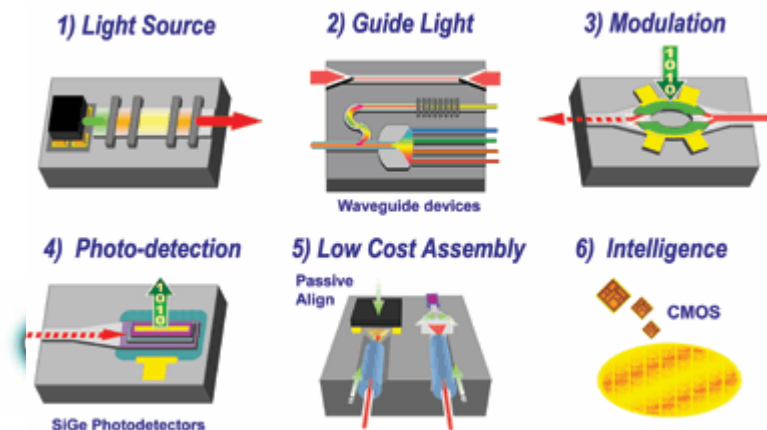 1) Light Source
2) Guide Light
3) Modulation
1010
Waveguide devices
4) Photo-detection
5) Low Cost Assembly
6) Intelligence
1010
Passive
Align
CMOS
SiGe Photodetectors